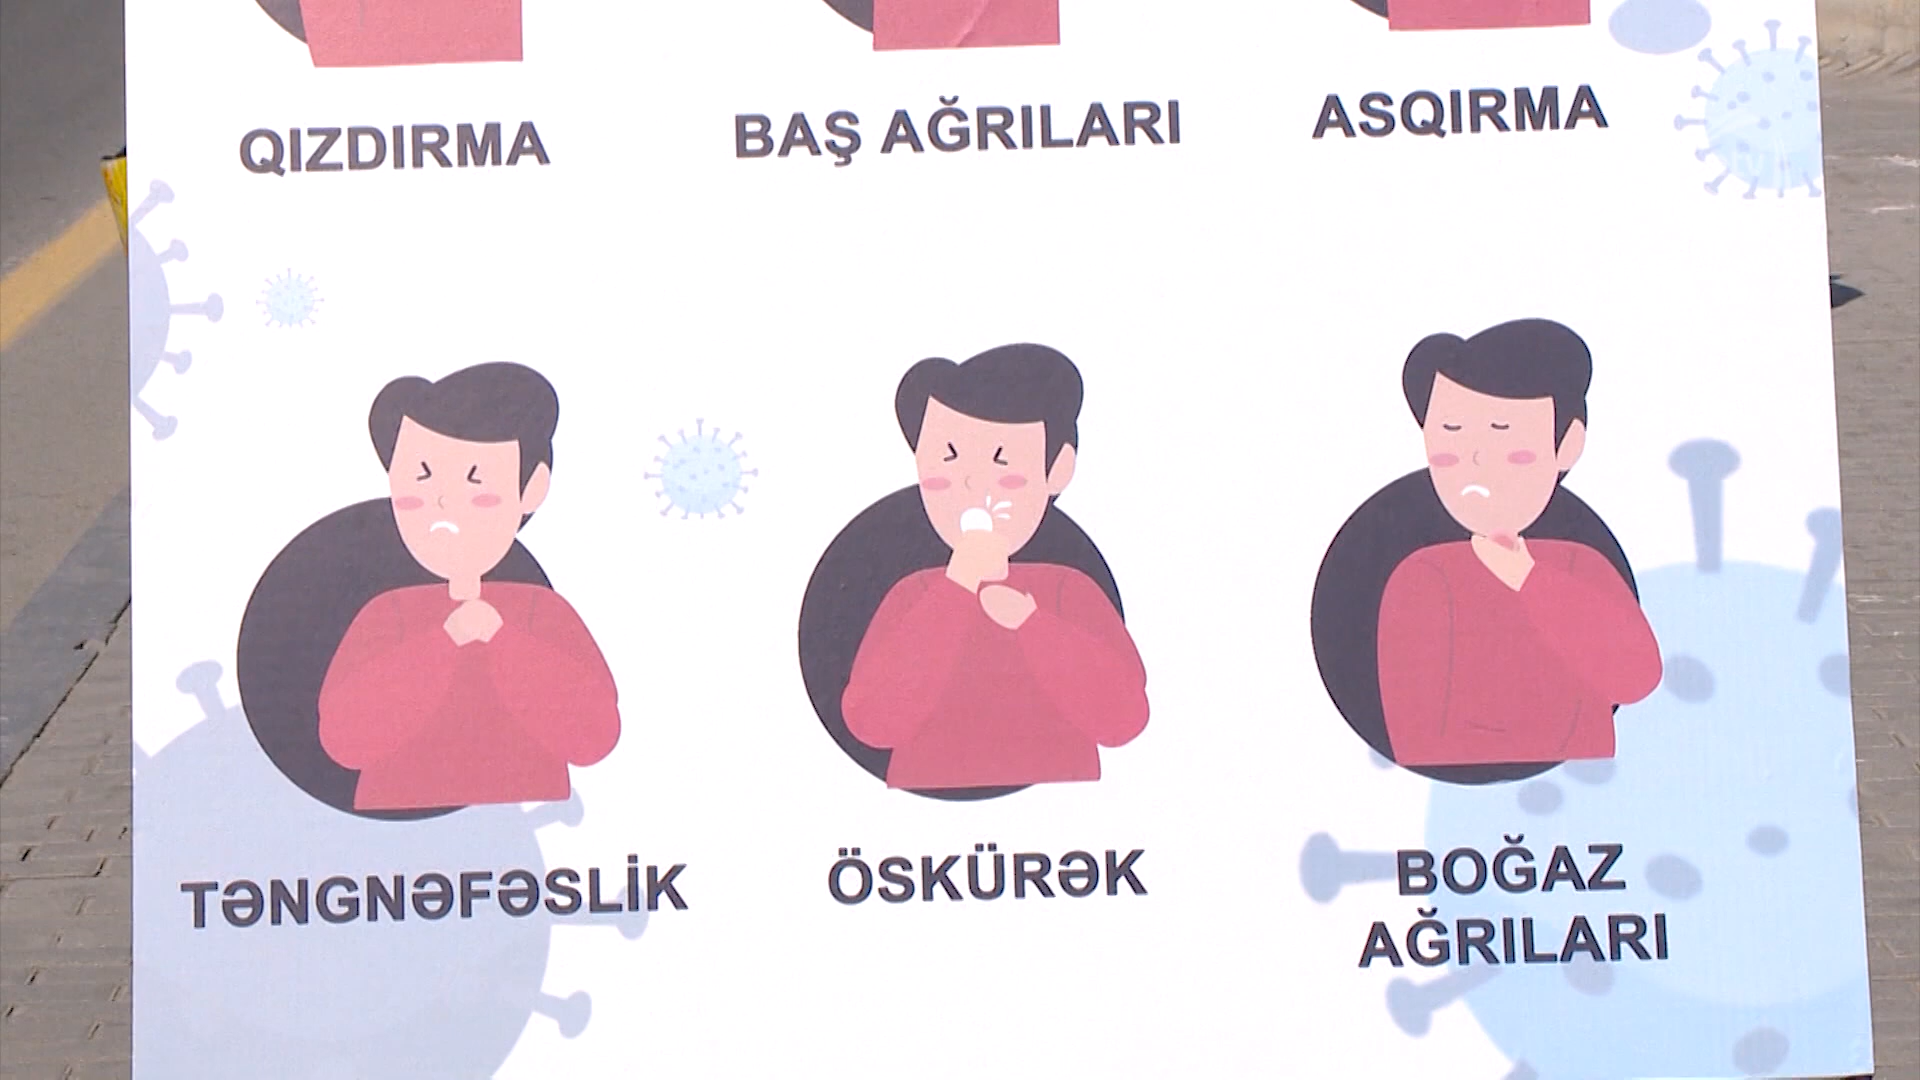 QIZDIRMA
BAŞ AĞRILARI
ASQIRMA
TƏNGNƏFƏSLİK
ÖSKÜRƏK
BOĞAZ
AĞRILARI